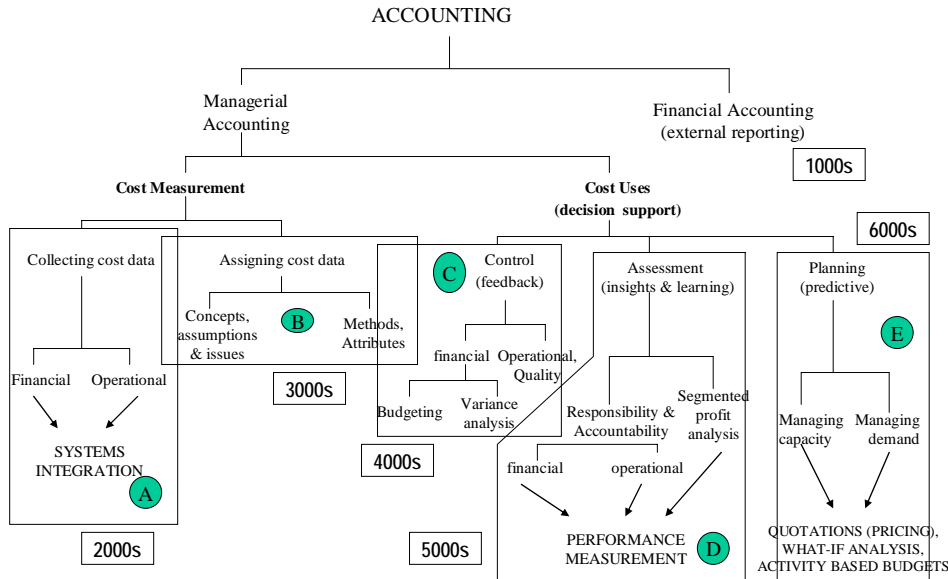 ACCOUNTING
Managerial
Accounting
Financial Accounting
(external reporting)
1000s
Cost Measurement
Cost Uses
(decision support)
6000s
Collecting cost data
Financial
Operational
SYSTEMS
INTEGRATION
A
2000s
Assigning cost data
Concepts,
assumptions
& issues
B
Methods,
Attributes
3000s
C
Control
(feedback)
financial
Operational,
Quality
Budgeting
Variance
analysis
4000s
Assessment
(insights & learning)
Responsibility &
Accountability
Segmented
profit
analysis
financial
operational
PERFORMANCE
MEASUREMENT
D
5000s
Planning
(predictive)
E
Managing
capacity
Managing
demand
QUOTATIONS (PRICING),
WHAT-IF ANALYSIS,
ACTIVITY BASED BUDGETS